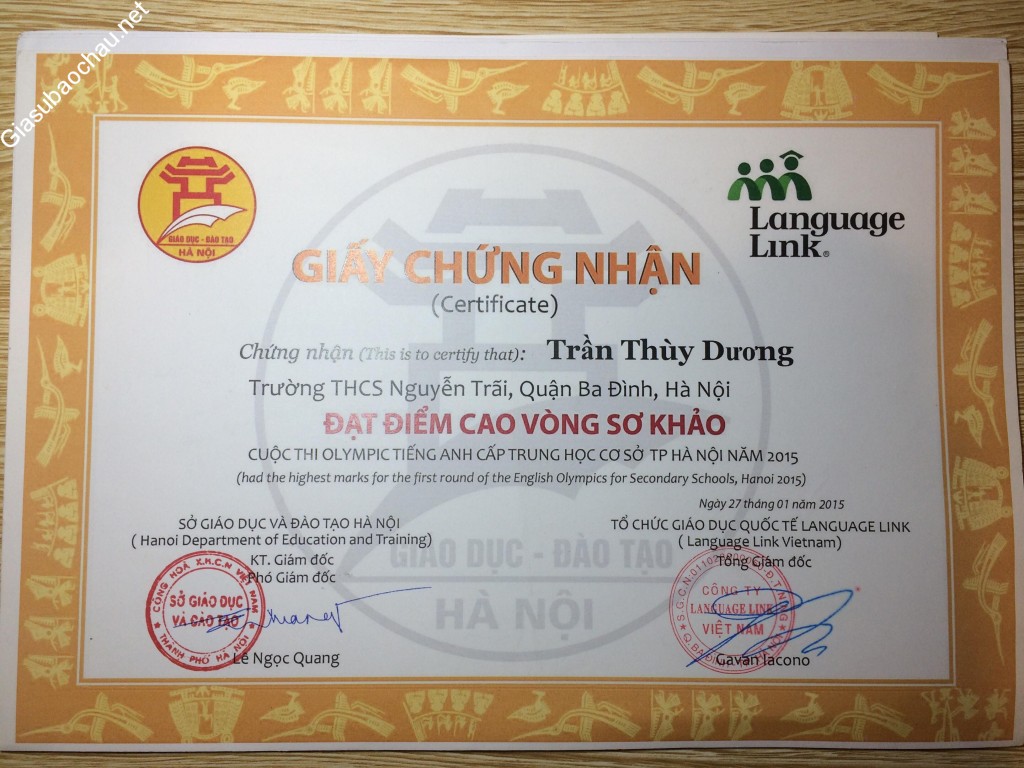 Giasubaochau.net
GIÁO DỤC - ĐÀO TẠO
HÀ NỘI
Language
Link®
GIẤY CHỨNG NHẬN
(Certificate)
Chứng nhận (This is to certify that): Trần Thùy Dương
Trường THCS Nguyễn Trãi, Quận Ba Đình, Hà Nội
ĐẠT ĐIỂM CAO VÒNG SƠ KHẢO
CUỘC THI OLYMPIC TIẾNG ANH CẤP TRUNG HỌC CƠ SỞ TP HÀ NỘI NĂM 2015
(had the highest marks for the first round of the English Olympics for Secondary Schools, Hanoi 2015)
Ngày 27 tháng 01 năm 2015
SỞ GIÁO DỤC VÀ ĐÀO TẠO HÀ NỘI
( Hanoi Department of Education and Training)
KT. Giám đốc
Phó Giám đốc
TỔ CHỨC GIÁO DỤC QUỐC TẾ LANGUAGE LINK
( Language Link Vietnam)
Tổng Giám đốc
GIÁO DỤC - ĐÀO TẠO
HÀ NỘI
CỘNG HÒA X.H.C.N VIỆT NAM
SỞ GIÁO DỤC
VÀ ĐÀO TẠO
THÀNH PHỐ HÀ NỘI
CÔNG TY
LANGUAGE LINK
VIỆT NAM
Lê Ngọc Quang
Gavan Iacono